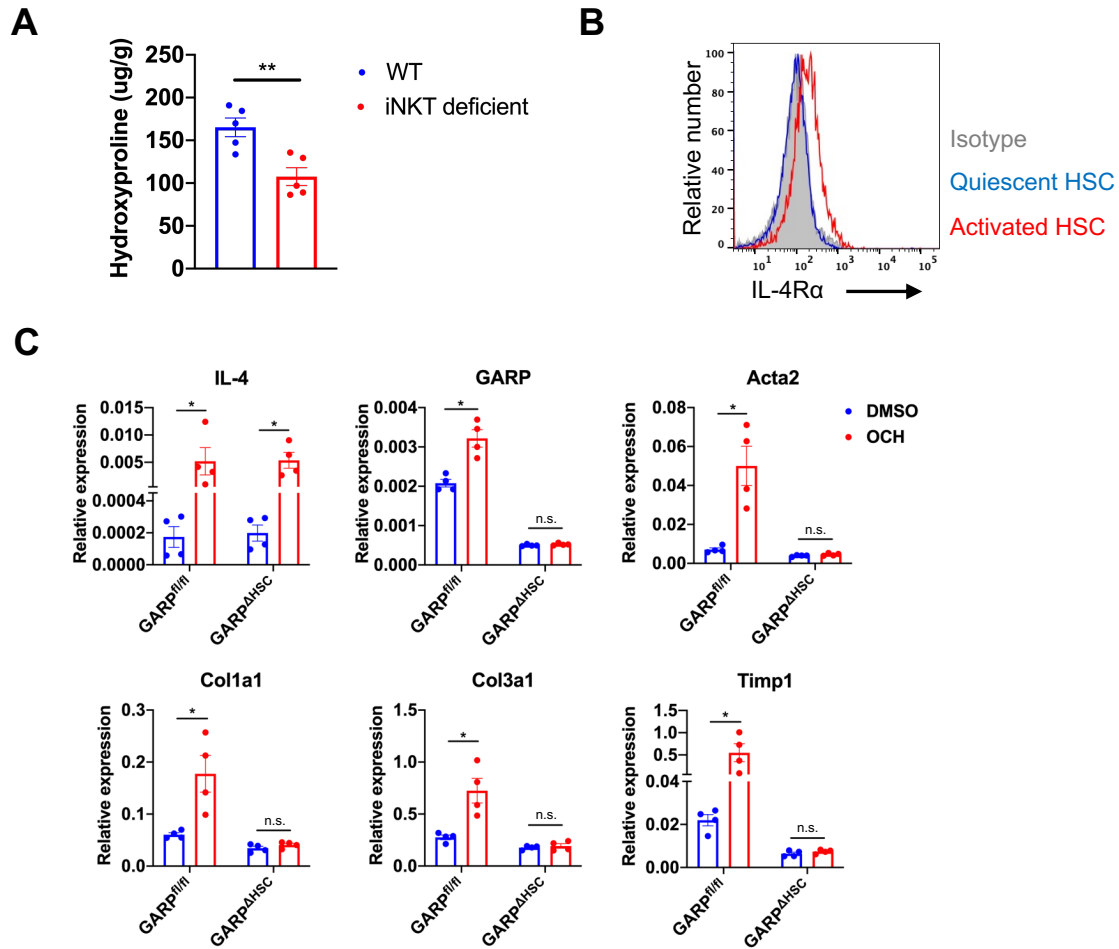 A
Hydroxyproline (ug/g)
250
200
150
100
50
0
**
WT
iNKT deficient
B
Relative number
100
80
60
40
20
0
10¹ 10² 10³ 10⁴ 10⁵
IL-4Rα
Isotype
Quiescent HSC
Activated HSC
C
IL-4
Relative expression
0.015
0.010
0.005
0.0004
0.0002
0.0000
*
*
GARPfl/fl
GARPΔHSC
GARP
Relative expression
0.004
0.003
0.002
0.001
0.000
*
n.s.
GARPfl/fl
GARPΔHSC
Acta2
Relative expression
0.08
0.06
0.04
0.02
0.00
*
n.s.
GARPfl/fl
GARPΔHSC
DMSO
OCH
Col1a1
Relative expression
0.3
0.2
0.1
0.0
*
n.s.
GARPfl/fl
GARPΔHSC
Col3a1
Relative expression
1.5
1.0
0.5
0.0
*
n.s.
GARPfl/fl
GARPΔHSC
Timp1
Relative expression
1.5
1.0
0.5
0.04
0.02
0.00
*
n.s.
GARPfl/fl
GARPΔHSC